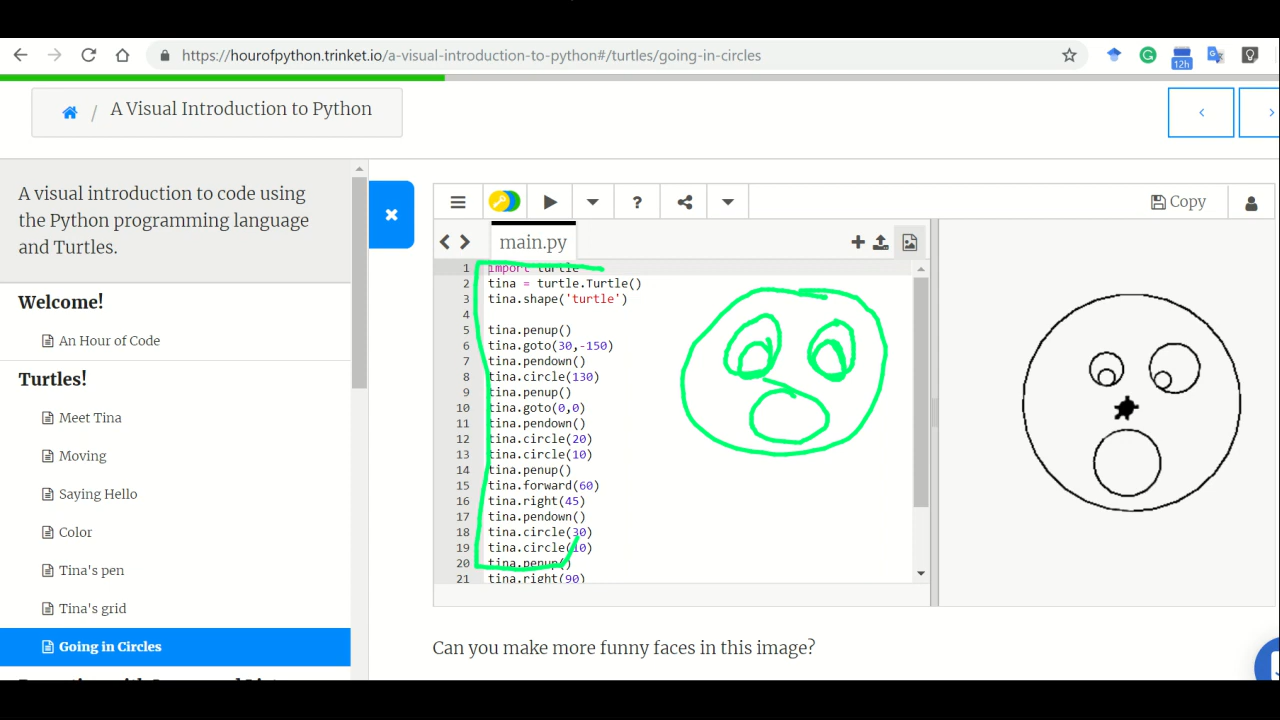 https://hourofpython.trinket.io/a-visual-introduction-to-python#/turtles/going-in-circles
12h
/ A Visual Introduction to Python
< >
A visual introduction to code using
the Python programming language
and Turtles.
Welcome!
An Hour of Code
Turtles!
Meet Tina
Moving
Saying Hello
Color
Tina's pen
Tina's grid
Going in Circles
? Copy
main.py
1 import turtle
2 tina = turtle.Turtle()
3 tina.shape('turtle')
4
5 tina.penup()
6 tina.goto(30,-150)
7 tina.pendown()
8 tina.circle(130)
9 tina.penup()
10 tina.goto(0,0)
11 tina.pendown()
12 tina.circle(20)
13 tina.circle(10)
14 tina.penup()
15 tina.forward(60)
16 tina.right(45)
17 tina.pendown()
18 tina.circle(30)
19 tina.circle(10)
20 tina.penup()
21 tina.right(90)
Can you make more funny faces in this image?